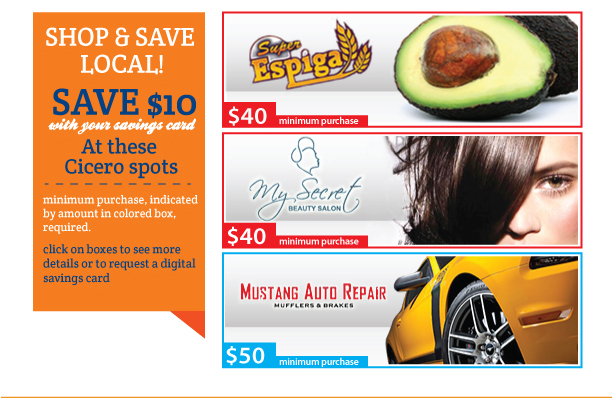 SHOP & SAVE
LOCAL!
SAVE $10
with your savings card
At these
Cicero spots
minimum purchase, indicated
by amount in colored box,
required.
click on boxes to see more
details or to request a digital
savings card
Super
Espiga
$40 minimum purchase
My Secret
BEAUTY SALON
$40 minimum purchase
MUSTANG AUTO REPAIR
MUFFLERS & BRAKES
$50 minimum purchase